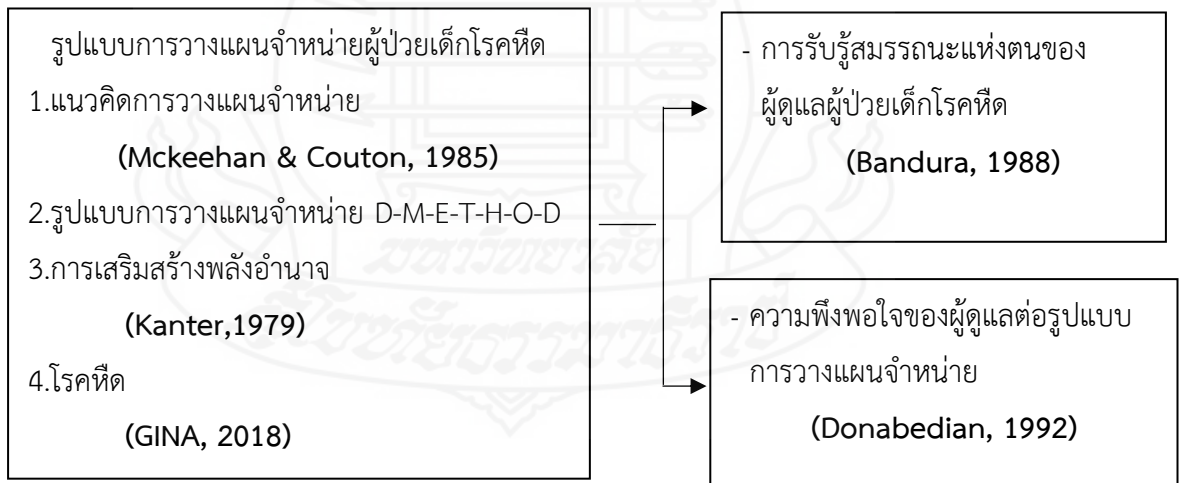 รูปแบบการวางแผนจำหน่ายผู้ป่วยเด็กโรคหืด
1.แนวคิดการวางแผนจำหน่าย
(Mckeehan & Couton, 1985)
2.รูปแบบการวางแผนจำหน่าย D-M-E-T-H-O-D
3.การเสริมสร้างพลังอำนาจ
(Kanter,1979)
4.โรคหืด
(GINA, 2018)
- การรับรู้สมรรถนะแห่งตนของ
ผู้ดูแลผู้ป่วยเด็กโรคหืด
(Bandura, 1988)
- ความพึงพอใจของผู้ดูแลต่อรูปแบบ
การวางแผนจำหน่าย
(Donabedian, 1992)